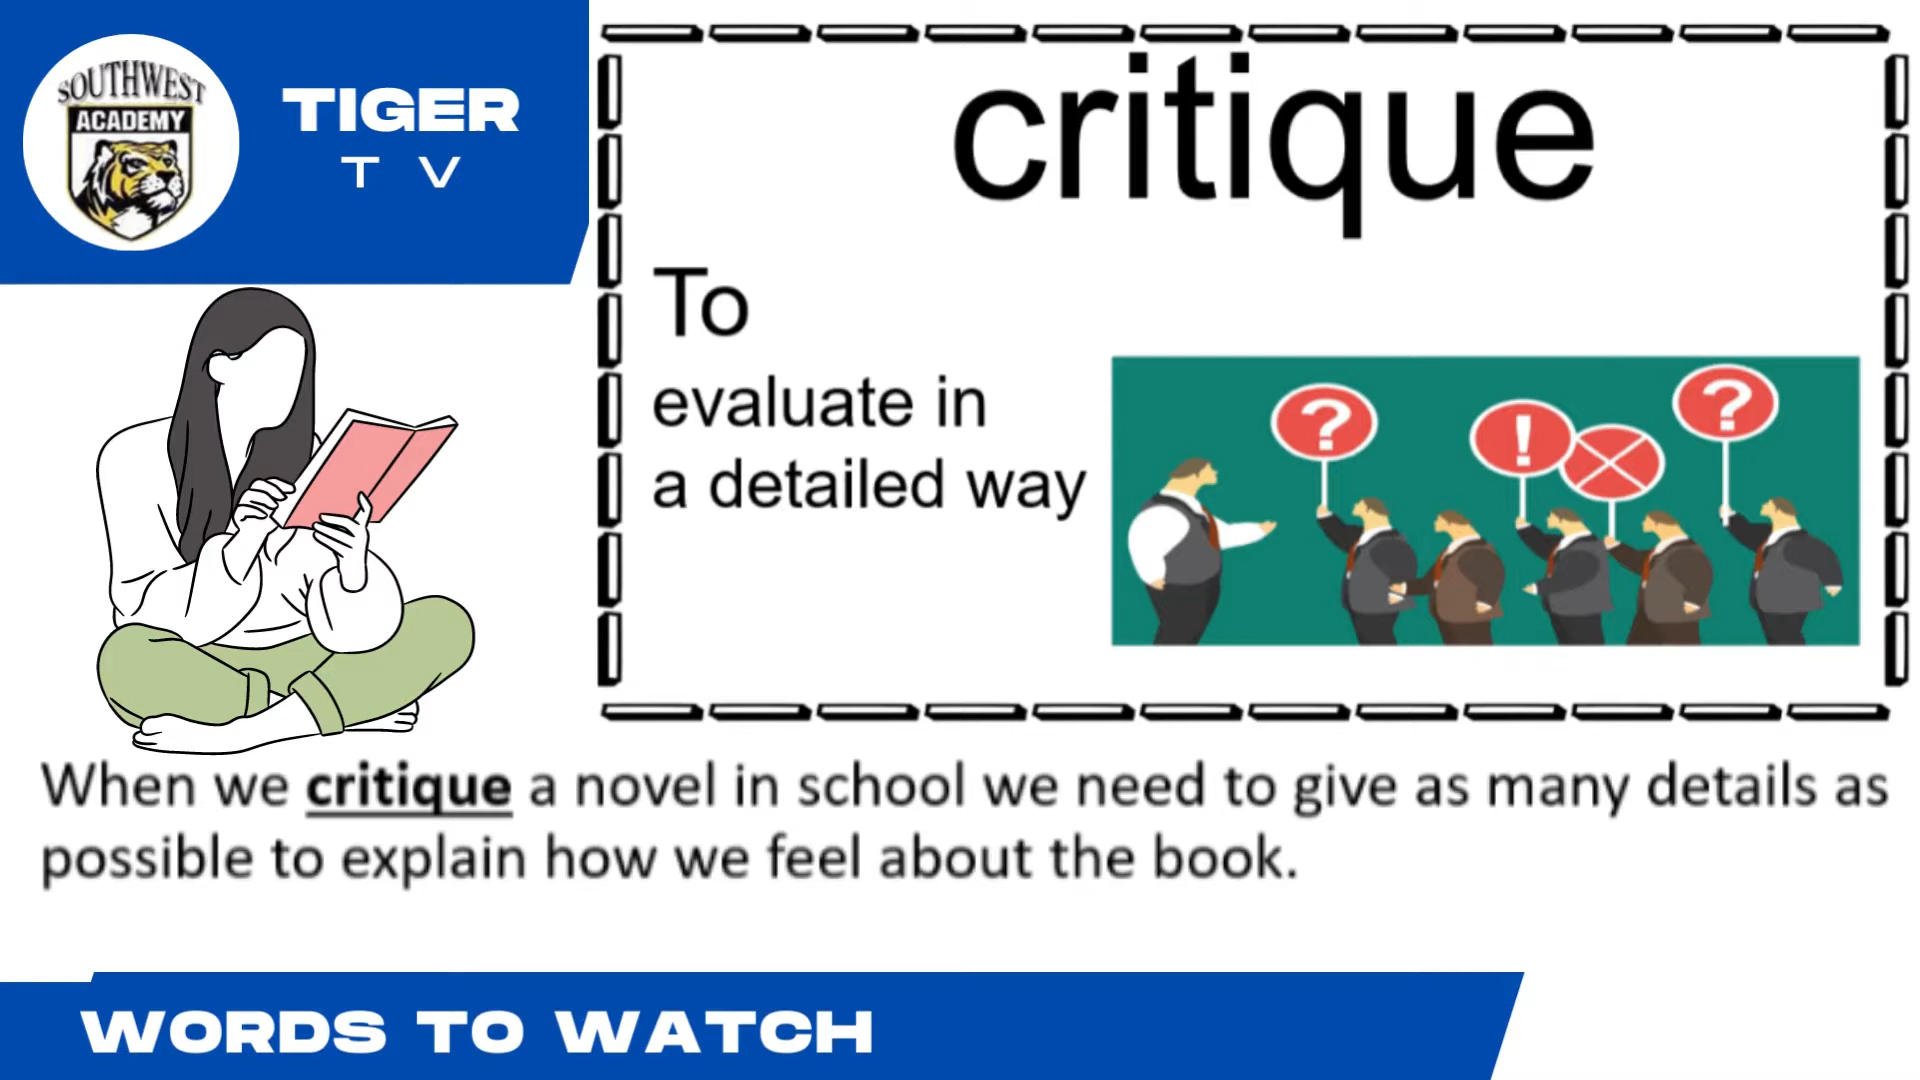 SOUTHWEST
ACADEMY
TIGER
TV
critique
To
evaluate in
a detailed way
?
!
?
When we critique a novel in school we need to give as many details as
possible to explain how we feel about the book.
WORDS TO WATCH